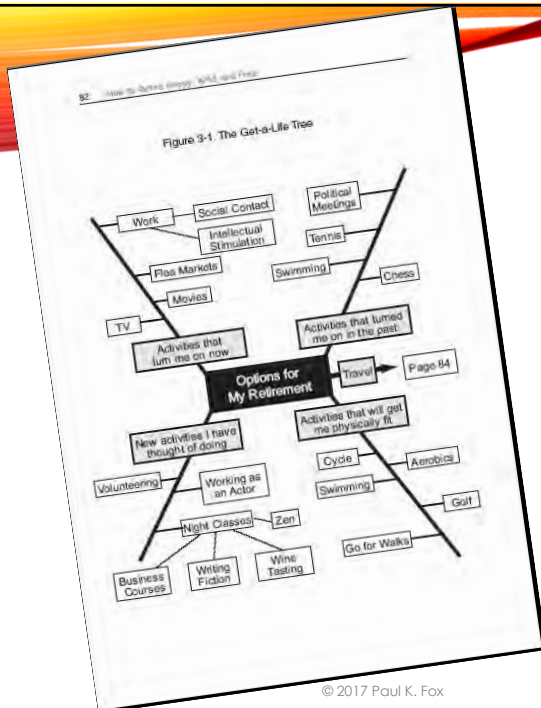 82 How to Retire Happy, Wild, and Free
Figure 3-1. The Get-a-Life Tree
Work
Social Contact
Intellectual
Stimulation
Flea Markets
Movies
TV
Activities that
turn me on now
Political
Meetings
Tennis
Swimming
Chess
Activities that turned
me on in the past
Options for
My Retirement
Travel
Page 84
New activities I have
thought of doing
Volunteering
Working as
an Actor
Night Classes
Zen
Business
Courses
Writing
Fiction
Wine
Tasting
Activities that will get
me physically fit
Cycle
Aerobics
Swimming
Golf
Go for Walks
© 2017 Paul K. Fox